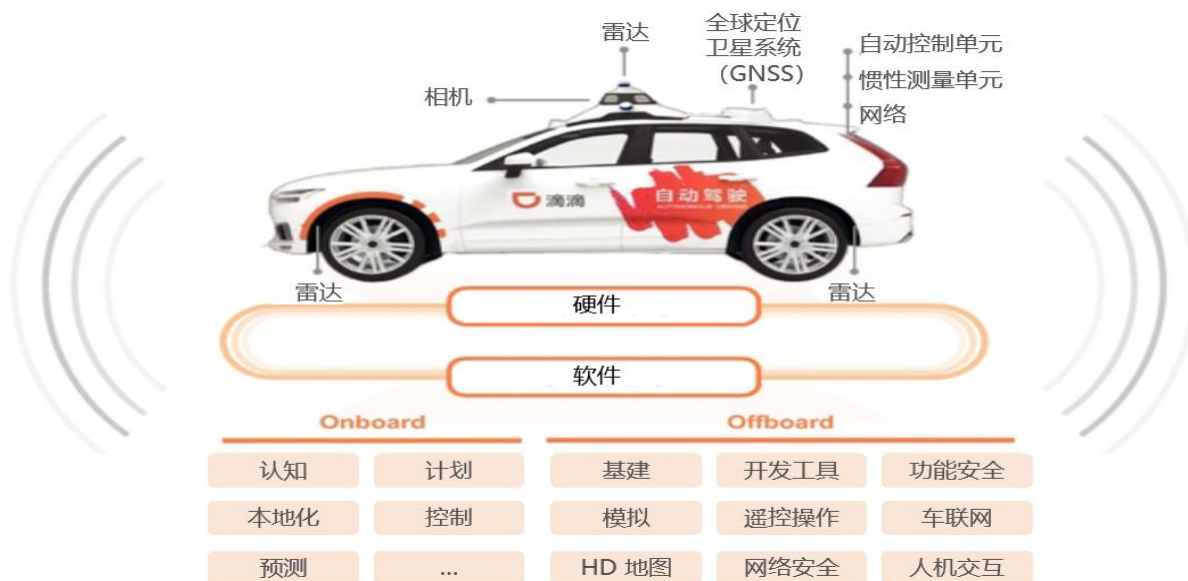 雷达
全球定位
卫星系统
（GNSS）
自动控制单元
惯性测量单元
网络
相机
滴滴
自动驾驶
AUTONOMOUS DRIVING
雷达
雷达
硬件
软件
Onboard
Offboard
认知
计划
基建
开发工具
功能安全
本地化
控制
模拟
遥控操作
车联网
预测
...
HD 地图
网络安全
人机交互